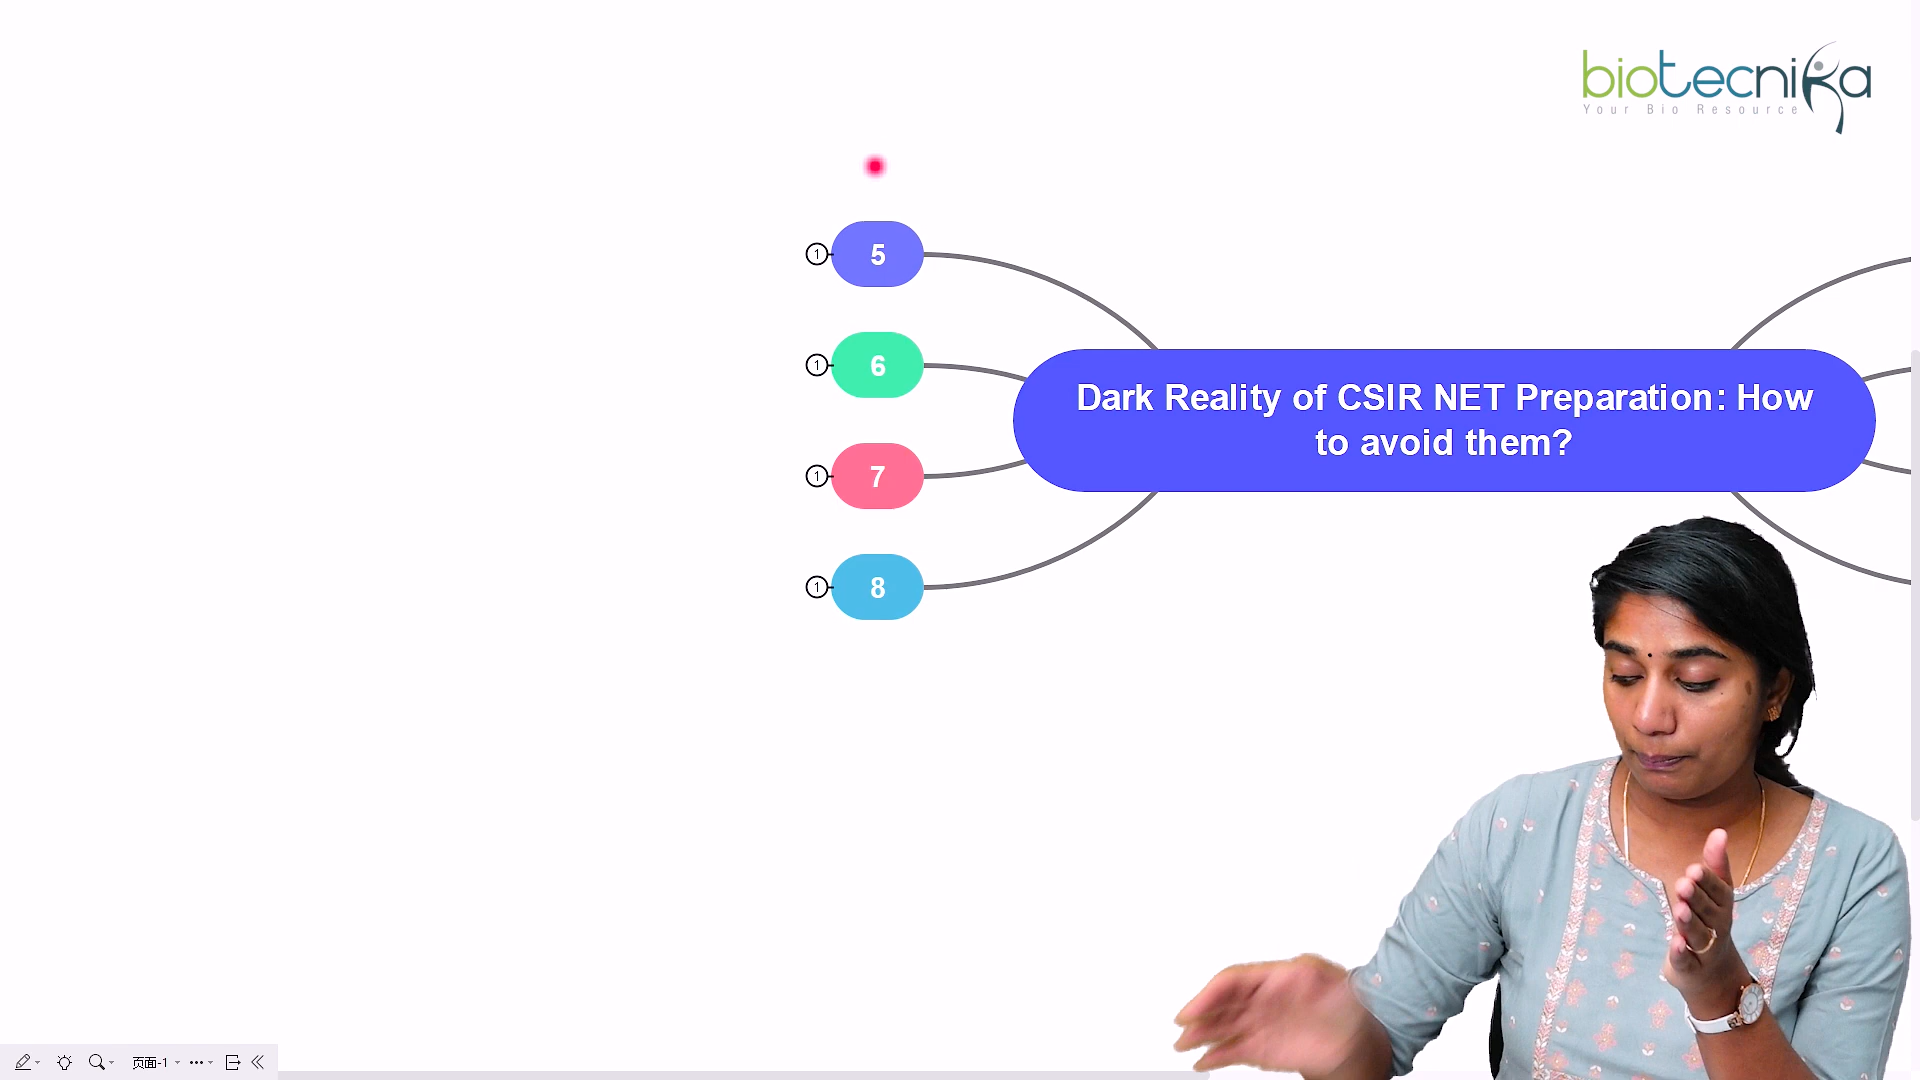 biotecnika
Your Bio Resource
1 5
1 6
Dark Reality of CSIR NET Preparation: How
to avoid them?
1 7
1 8
页面-1